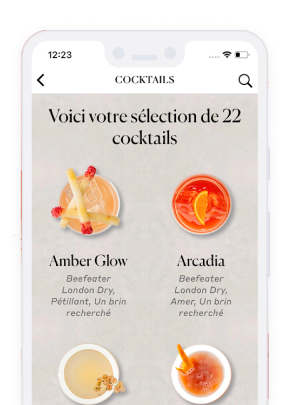 12:23
COCKTAILS
Voici votre sélection de 22
cocktails
Amber Glow
Beefeater
London Dry,
Pétillant, Un brin
recherché
Arcadia
Beefeater
London Dry,
Amer, Un brin
recherché